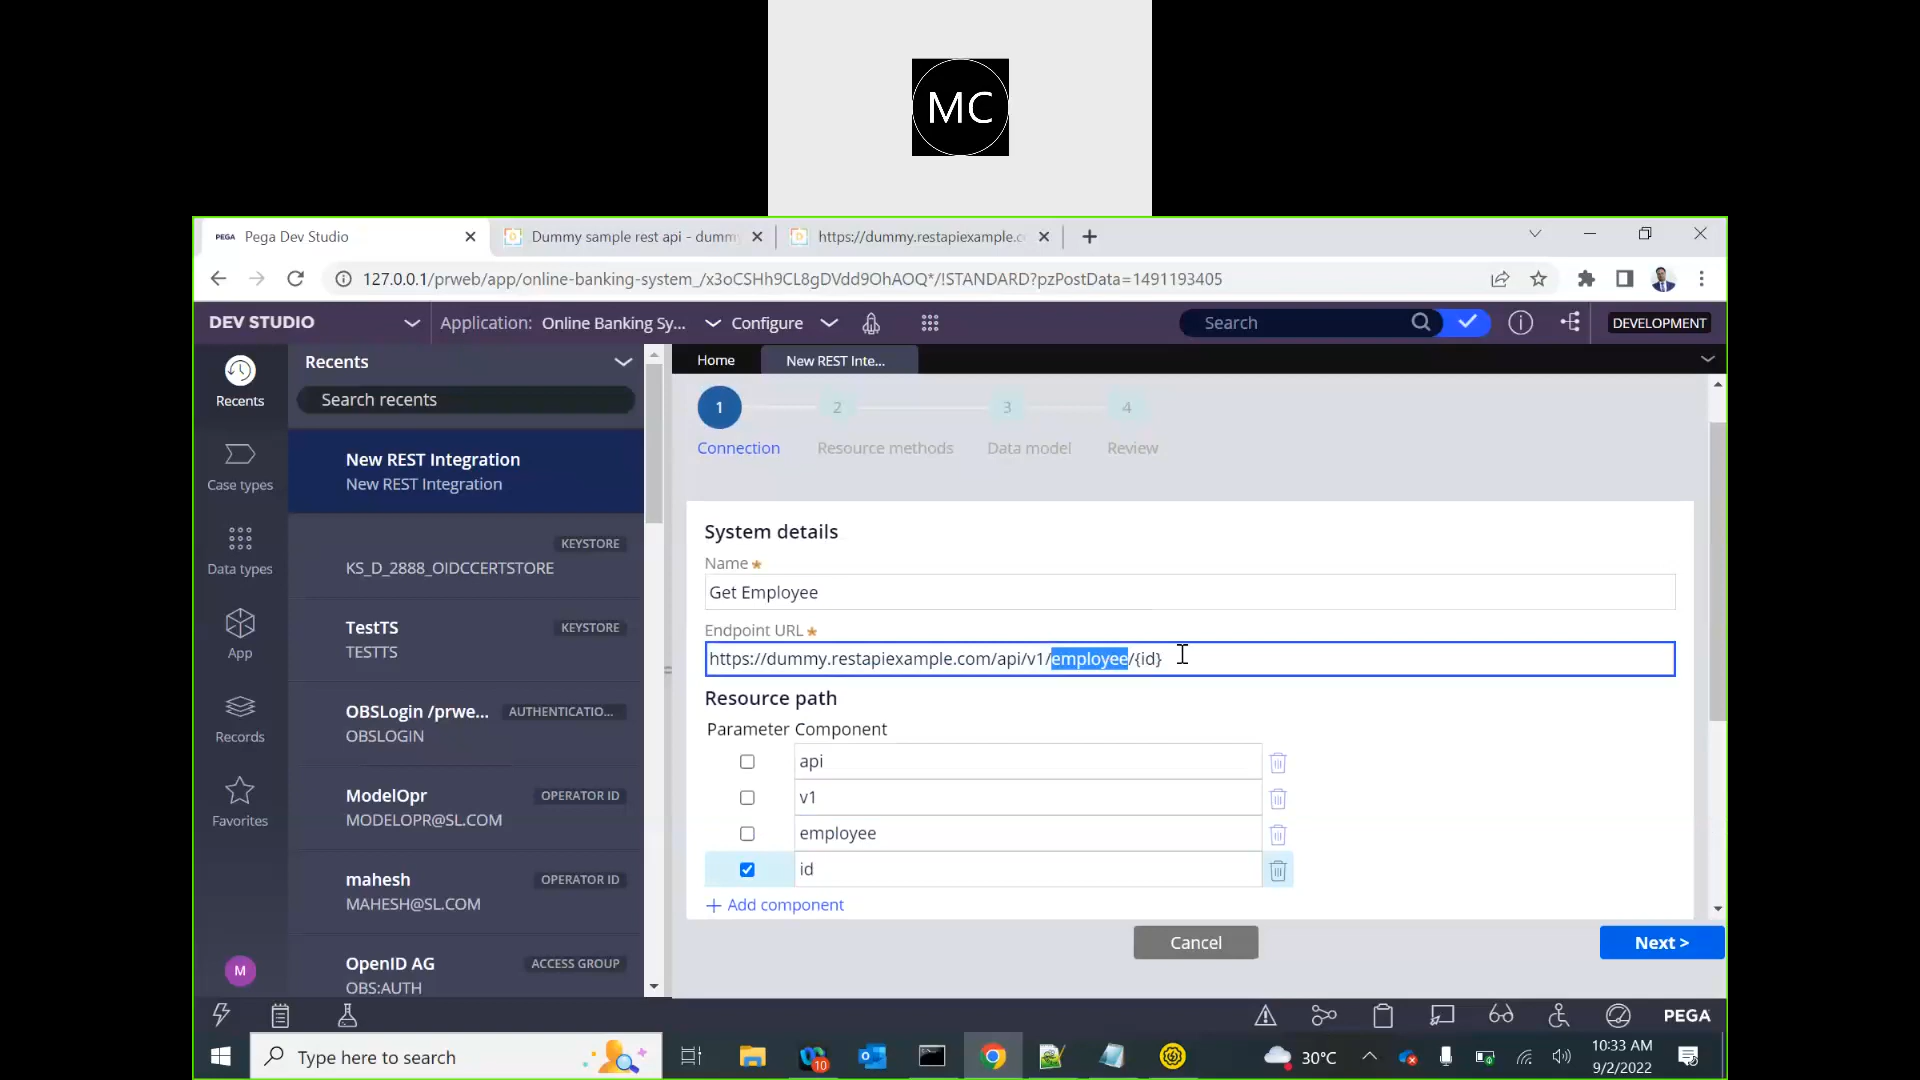 MC
PEGA Pega Dev Studio
Dummy sample rest api - dumm
https://dummy.restapiexample.c
127.0.0.1/prweb/app/online-banking-system_/x3oCSHh9CL8gDVdd9OhAOQ*/!STANDARD?pzPostData=1491193405
DEV STUDIO
Application: Online Banking Sy...
Configure
Search
DEVELOPMENT
Recents
Recents
Search recents
Home
New REST Inte...
1
2
3
4
Connection
Resource methods
Data model
Review
Case types
Data types
App
Records
Favorites
M
New REST Integration
New REST Integration
KEYSTORE
KS_D_2888_OIDCCERTSTORE
TestTS
KEYSTORE
TESTTS
OBSLogin /prwe...
AUTHENTICATIO...
OBSLOGIN
ModelOpr
OPERATOR ID
MODELOPR@SL.COM
mahesh
OPERATOR ID
MAHESH@SL.COM
OpenID AG
ACCESS GROUP
OBS:AUTH
System details
Name *
Get Employee
Endpoint URL *
https://dummy.restapiexample.com/api/v1/employee/{id}
Resource path
Parameter Component
api
v1
employee
id
+ Add component
Cancel
Next >
PEGA
Type here to search
10
30°C
10:33 AM
9/2/2022